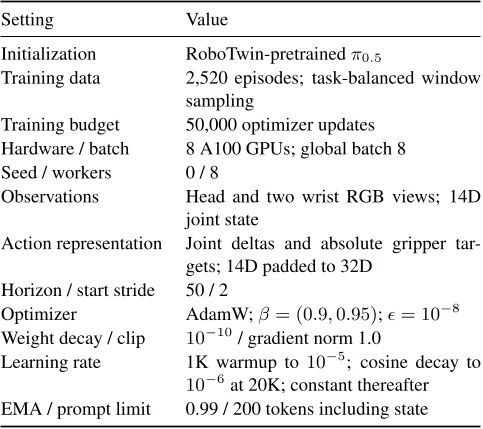 Setting Value
Initialization RoboTwin-pretrained π0.5
Training data 2,520 episodes; task-balanced window
sampling
Training budget 50,000 optimizer updates
Hardware / batch 8 A100 GPUs; global batch 8
Seed / workers 0 / 8
Observations Head and two wrist RGB views; 14D
joint state
Action representation Joint deltas and absolute gripper tar-
gets; 14D padded to 32D
Horizon / start stride 50 / 2
Optimizer AdamW; β = (0.9, 0.95); ϵ = 10⁻⁸
Weight decay / clip 10⁻¹⁰ / gradient norm 1.0
Learning rate 1K warmup to 10⁻⁵; cosine decay to
10⁻⁶ at 20K; constant thereafter
EMA / prompt limit 0.99 / 200 tokens including state